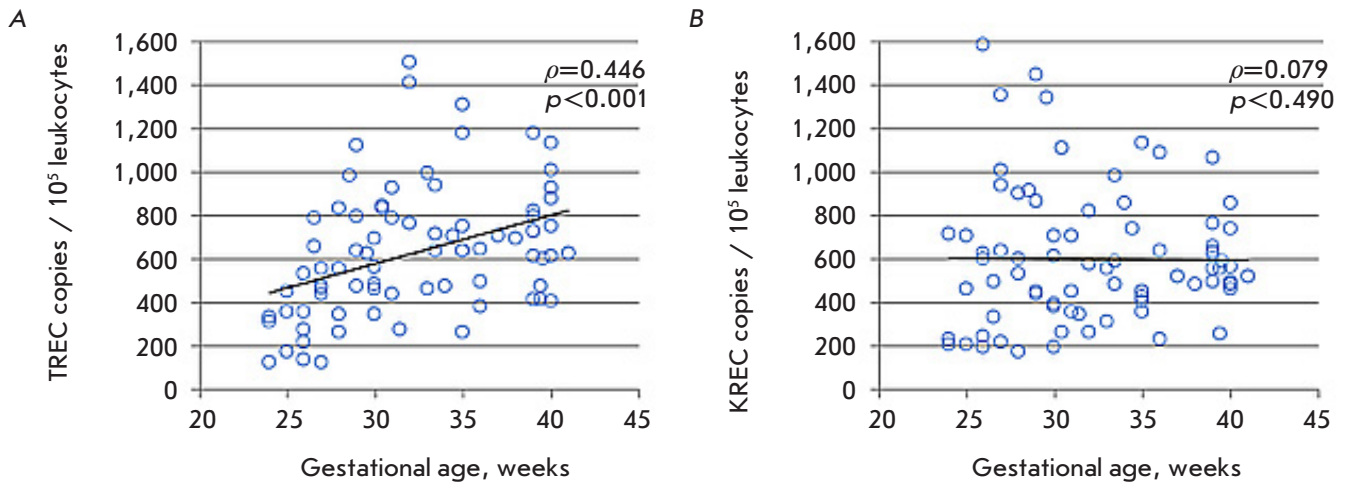 A
TREC copies / 10⁵ leukocytes
1,600
1,400
1,200
1,000
800
600
400
200
0
20 25 30 35 40 45
Gestational age, weeks
ρ=0.446
p<0.001
B
KREC copies / 10⁵ leukocytes
1,600
1,400
1,200
1,000
800
600
400
200
0
20 25 30 35 40 45
Gestational age, weeks
ρ=0.079
p<0.490